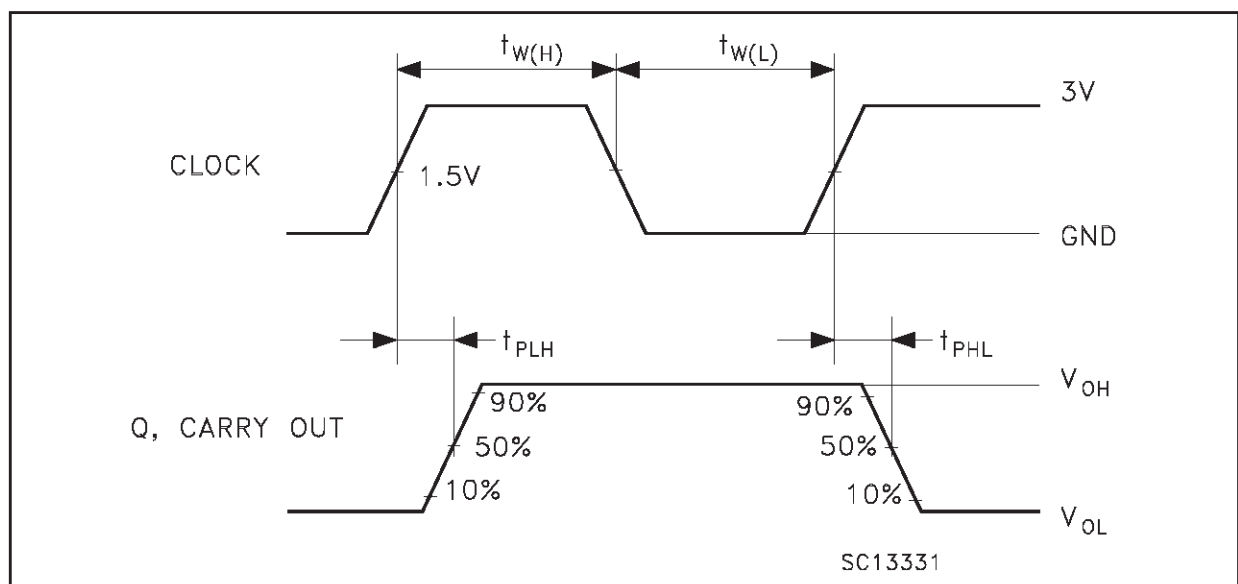 tW(H) tW(L)
3V
CLOCK
1.5V
GND
tPLH tPHL
VOH
90% 90%
Q, CARRY OUT
50% 50%
10% 10%
VOL
SC13331